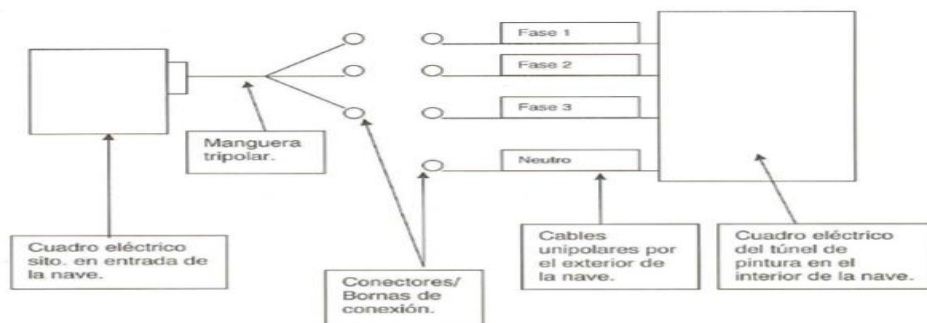 Fase 1
Fase 2
Fase 3
Neutro
Manguera
tripolar.
Cuadro eléctrico
sito. en entrada de
la nave.
Conectores/
Bornas de
conexión.
Cables
unipolares por
el exterior de
la nave.
Cuadro eléctrico
del túnel de
pintura en el
interior de la nave.